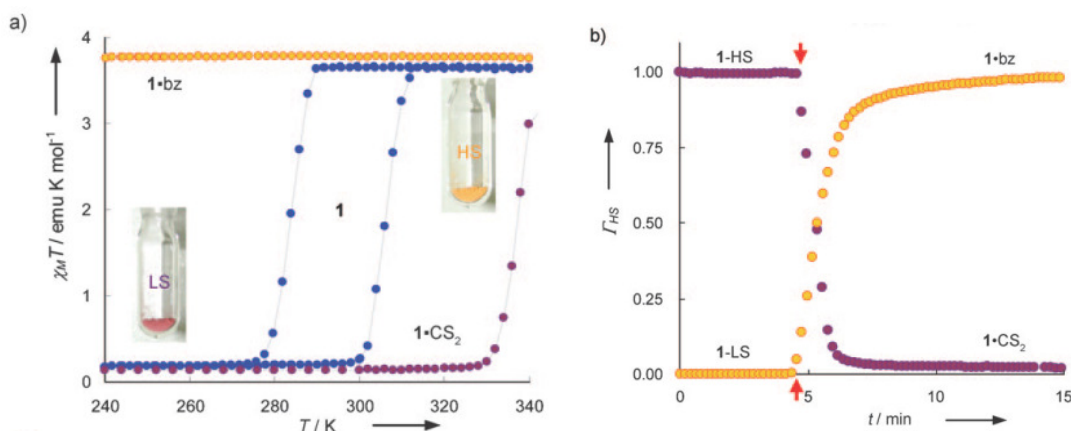 a)
χMT / emu K mol⁻¹
4
3
2
1
0
1•bz
1
HS
LS
1•CS₂
240 260 280 300 320 340
T / K
b)
ΓHS
1.00
0.75
0.50
0.25
0.00
1-HS
1•bz
1-LS
1•CS₂
0 5 10 15
t / min